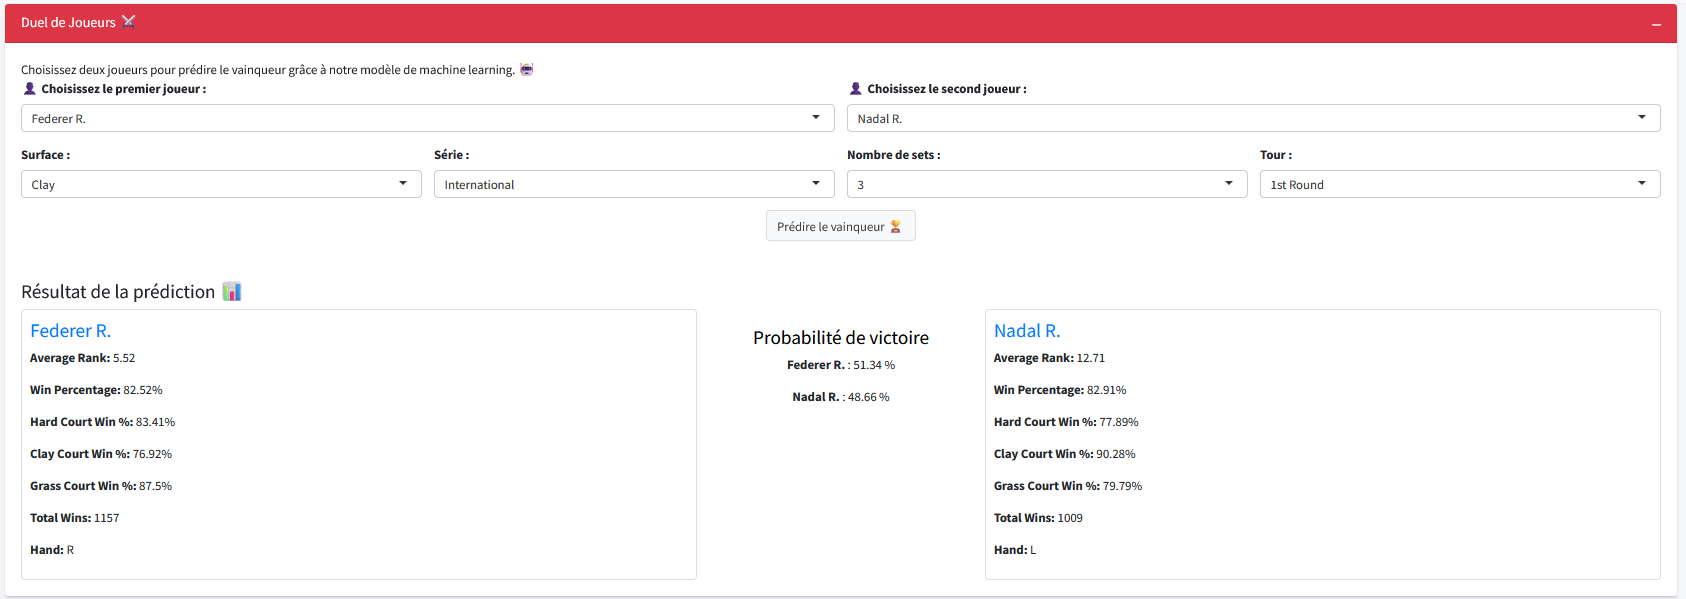 Duel de Joueurs ⚔️
Choisissez deux joueurs pour prédire le vainqueur grâce à notre modèle de machine learning. 🤖
👤 Choisissez le premier joueur :
👤 Choisissez le second joueur :
Federer R.
Nadal R.
Surface :
Série :
Nombre de sets :
Tour :
Clay
International
3
1st Round
Prédire le vainqueur 🏆
Résultat de la prédiction 📊
Federer R.
Average Rank: 5.52
Win Percentage: 82.52%
Hard Court Win %: 83.41%
Clay Court Win %: 76.92%
Grass Court Win %: 87.5%
Total Wins: 1157
Hand: R
Probabilité de victoire
Federer R. : 51.34 %
Nadal R. : 48.66 %
Nadal R.
Average Rank: 12.71
Win Percentage: 82.91%
Hard Court Win %: 77.89%
Clay Court Win %: 90.28%
Grass Court Win %: 79.79%
Total Wins: 1009
Hand: L